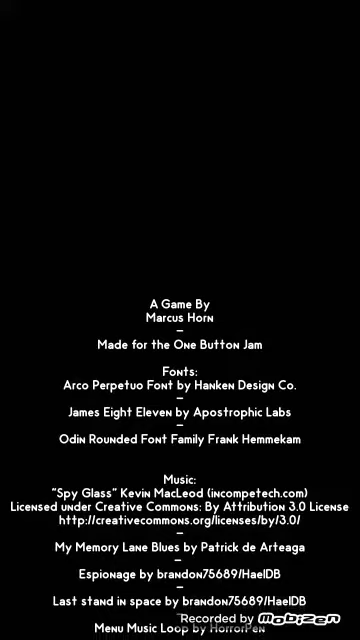 A Game By
Marcus Horn
–
Made for the One Button Jam
Fonts:
Arco Perpetuo Font by Hanken Design Co.
–
James Eight Eleven by Apostrophic Labs
–
Odin Rounded Font Family Frank Hemmekam
Music:
"Spy Glass" Kevin MacLeod (incompetech.com)
Licensed under Creative Commons: By Attribution 3.0 License
http://creativecommons.org/licenses/by/3.0/
–
My Memory Lane Blues by Patrick de Arteaga
–
Espionage by brandon75689/HaelDB
–
Last stand in space by brandon75689/HaelDB
–
Recorded by Mobizen
Menu Music Loop by HorrorPen